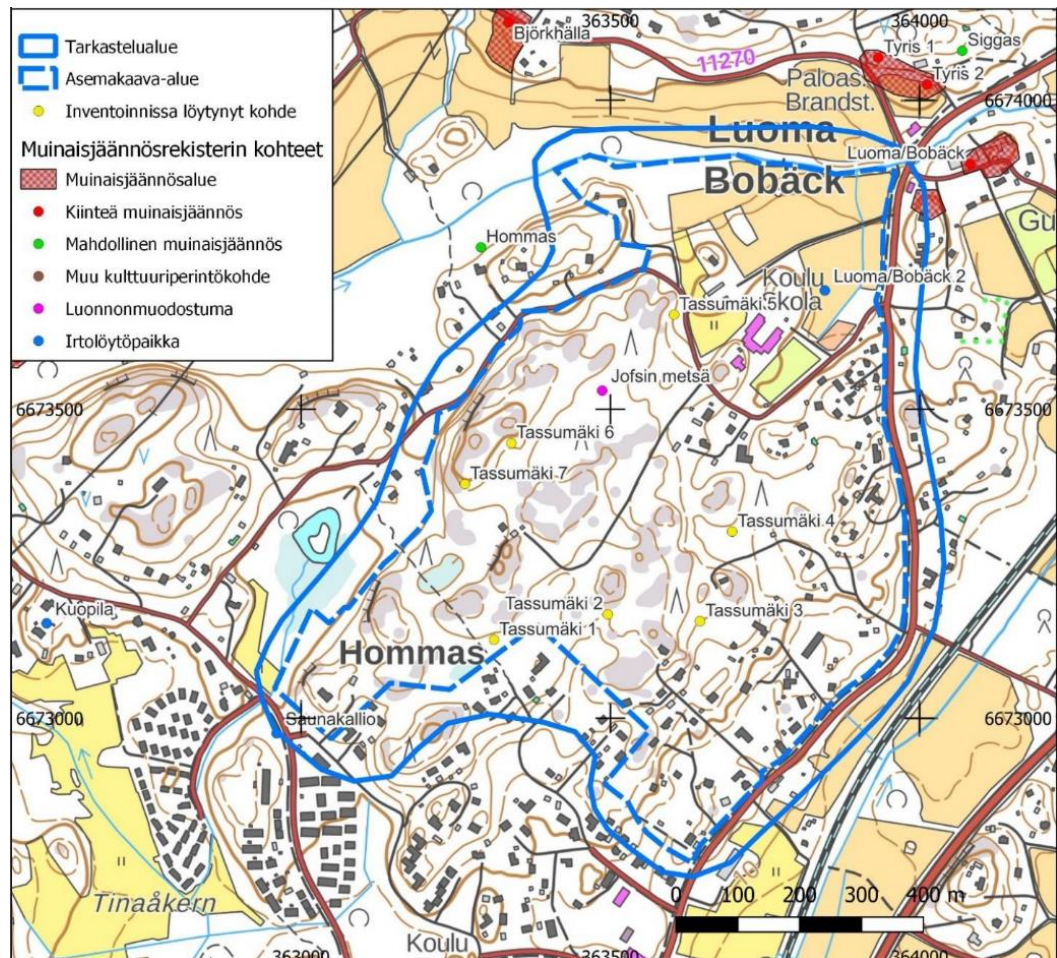 Tarkastelualue
Asemakaava-alue
Inventoinnissa löytynyt kohde
Muinaisjäännösrekisterin kohteet
Muinaisjäännösalue
Kiinteä muinaisjäännös
Mahdollinen muinaisjäännös
Muu kulttuuriperintökohde
Luonnonmuodostuma
Irtolöytöpaikka
363500
364000
Björkhälla
11270
Tyris 1
Siggas
Tyris 2
Paloas.
Brandst.
6674000
Luoma
Bobäck
Luoma/Bobäck
Gu
Hommas
Koulu
Skola
Luoma/Bobäck 2
Tassumäki 5
Jofsin metsä
6673500
6673500
Tassumäki 6
Tassumäki 7
Tassumäki 4
Kuopila
Tassumäki 2
Tassumäki 3
Tassumäki 1
Hommas
6673000
Saunakallio
6673000
0 100 200 300 400 m
Tinaåkern
Koulu
363000
363500
364000